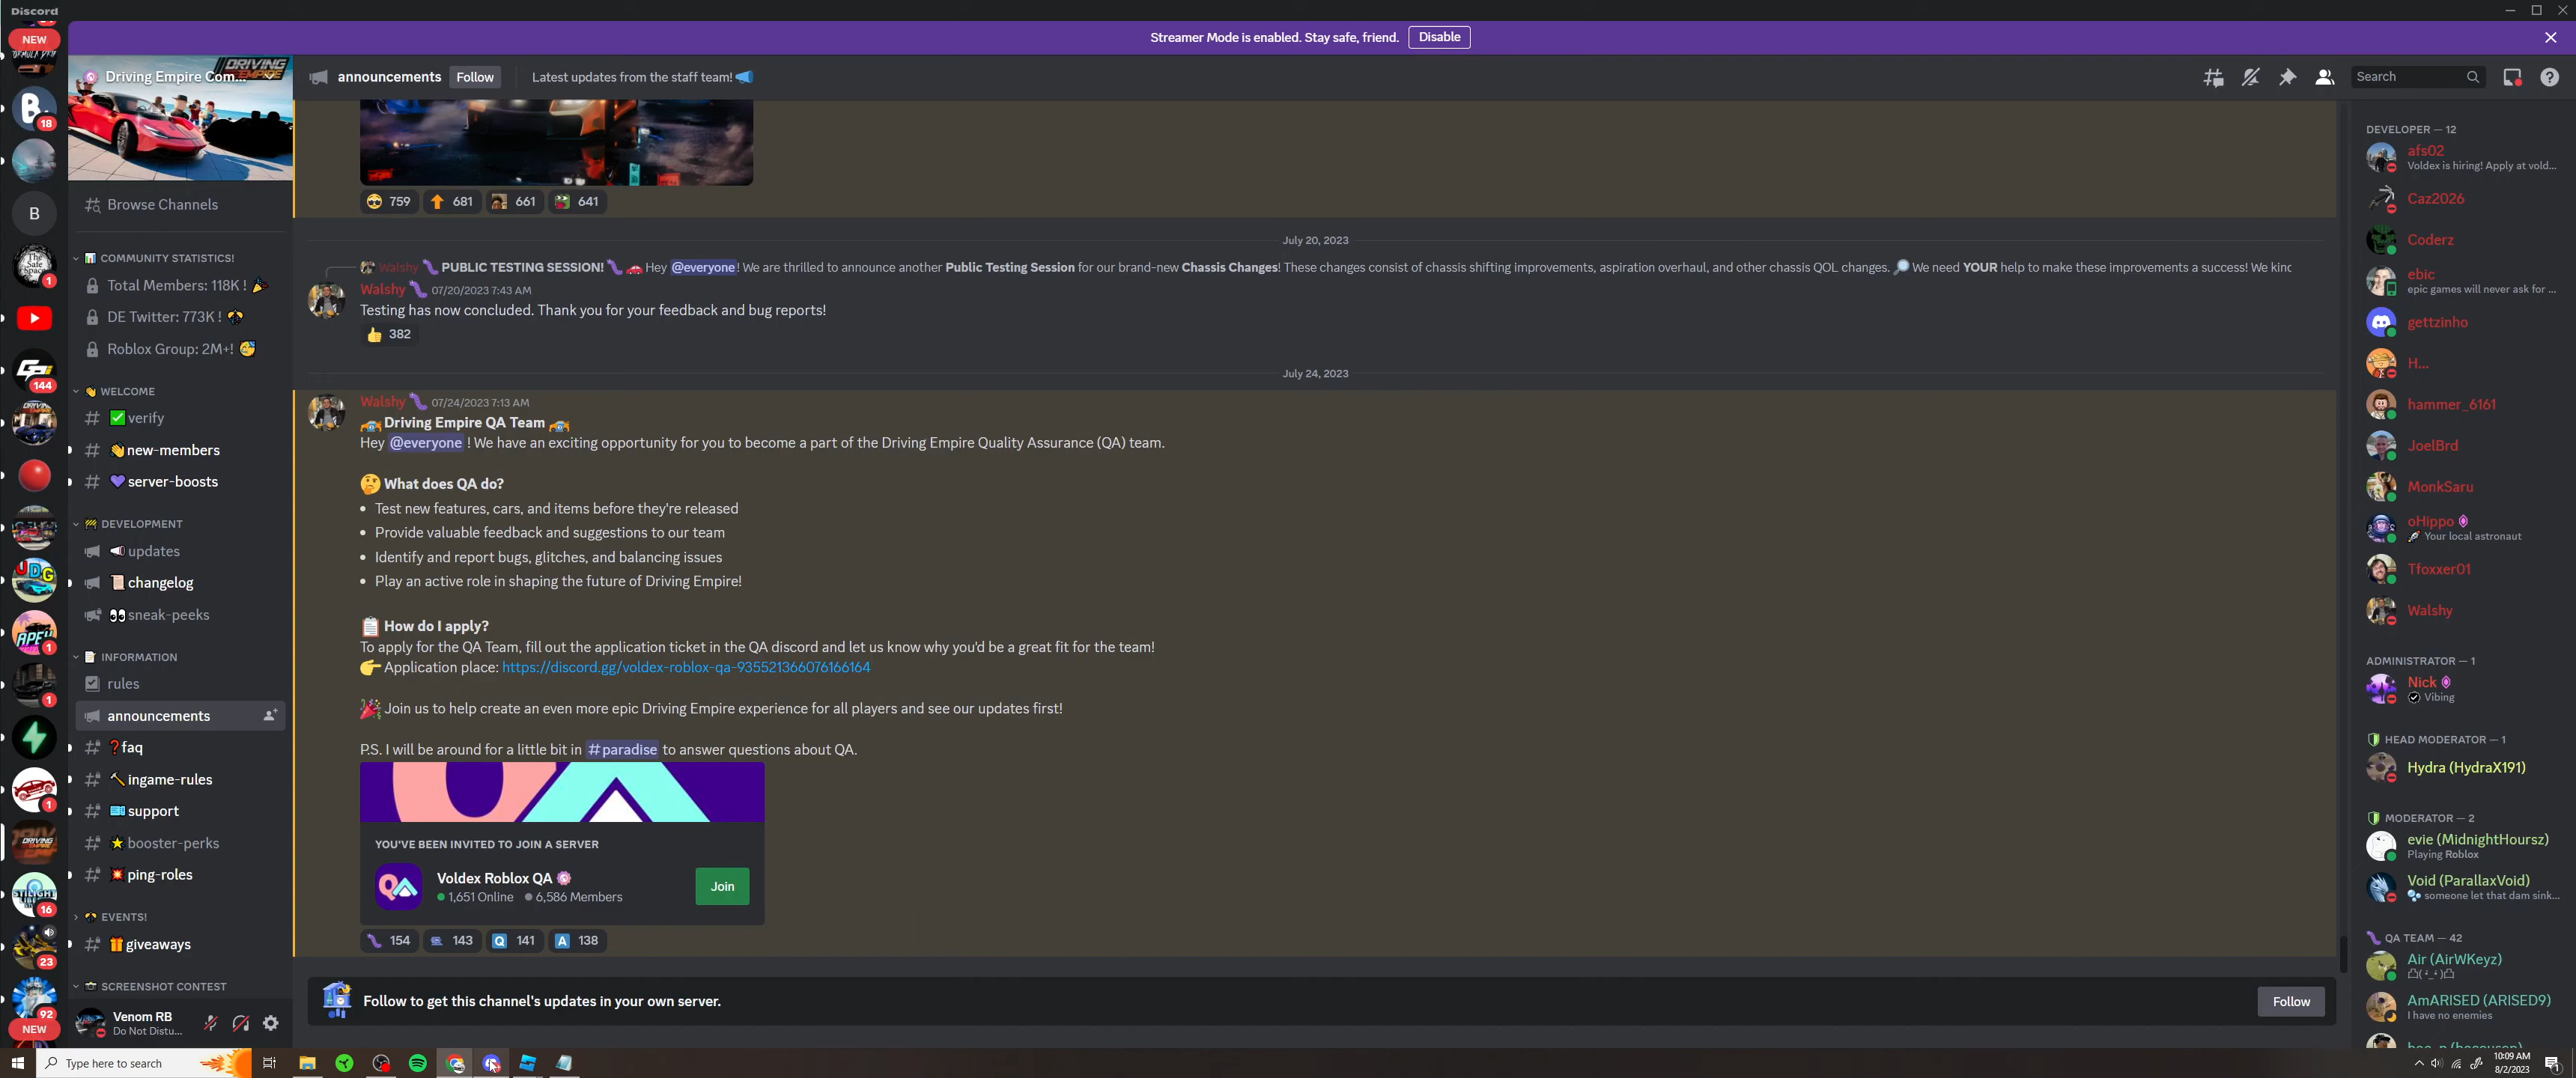 Discord
Streamer Mode is enabled. Stay safe, friend. Disable
NEW
18
B
1
144
1
1
1
16
23
92
NEW
Driving Empire Com...
Browse Channels
COMMUNITY STATISTICS!
Total Members: 118K !
DE Twitter: 773K !
Roblox Group: 2M+!
WELCOME
verify
new-members
server-boosts
DEVELOPMENT
updates
changelog
sneak-peeks
INFORMATION
rules
announcements
faq
ingame-rules
support
booster-perks
ping-roles
EVENTS!
giveaways
SCREENSHOT CONTEST
Venom RB
Do Not Distu...
announcements Follow Latest updates from the staff team!
Search
759 681 661 641
July 20, 2023
Walshy PUBLIC TESTING SESSION! Hey @everyone! We are thrilled to announce another Public Testing Session for our brand-new Chassis Changes! These changes consist of chassis shifting improvements, aspiration overhaul, and other chassis QOL changes. We need YOUR help to make these improvements a success! We kinc
Walshy 07/20/2023 7:43 AM
Testing has now concluded. Thank you for your feedback and bug reports!
382
July 24, 2023
Walshy 07/24/2023 7:13 AM
Driving Empire QA Team
Hey @everyone ! We have an exciting opportunity for you to become a part of the Driving Empire Quality Assurance (QA) team.
What does QA do?
• Test new features, cars, and items before they're released
• Provide valuable feedback and suggestions to our team
• Identify and report bugs, glitches, and balancing issues
• Play an active role in shaping the future of Driving Empire!
How do I apply?
To apply for the QA Team, fill out the application ticket in the QA discord and let us know why you'd be a great fit for the team!
Application place: https://discord.gg/voldex-roblox-qa-935521366076166164
Join us to help create an even more epic Driving Empire experience for all players and see our updates first!
P.S. I will be around for a little bit in #paradise to answer questions about QA.
YOU'VE BEEN INVITED TO JOIN A SERVER
Voldex Roblox QA
1,651 Online 6,586 Members
Join
154 143 Q 141 A 138
Follow to get this channel's updates in your own server.
Follow
DEVELOPER — 12
afs02
Voldex is hiring! Apply at vold...
Caz2026
Coderz
ebic
epic games will never ask for ...
gettzinho
H...
hammer_6161
JoelBrd
MonkSaru
oHippo
Your local astronaut
Tfoxxer01
Walshy
ADMINISTRATOR — 1
Nick
Vibing
HEAD MODERATOR — 1
Hydra (HydraX191)
MODERATOR — 2
evie (MidnightHoursz)
Playing Roblox
Void (ParallaxVoid)
someone let that dam sink...
QA TEAM — 42
Air (AirWKeyz)
AmARISED (ARISED9)
I have no enemies
Type here to search
10:09 AM
8/2/2023